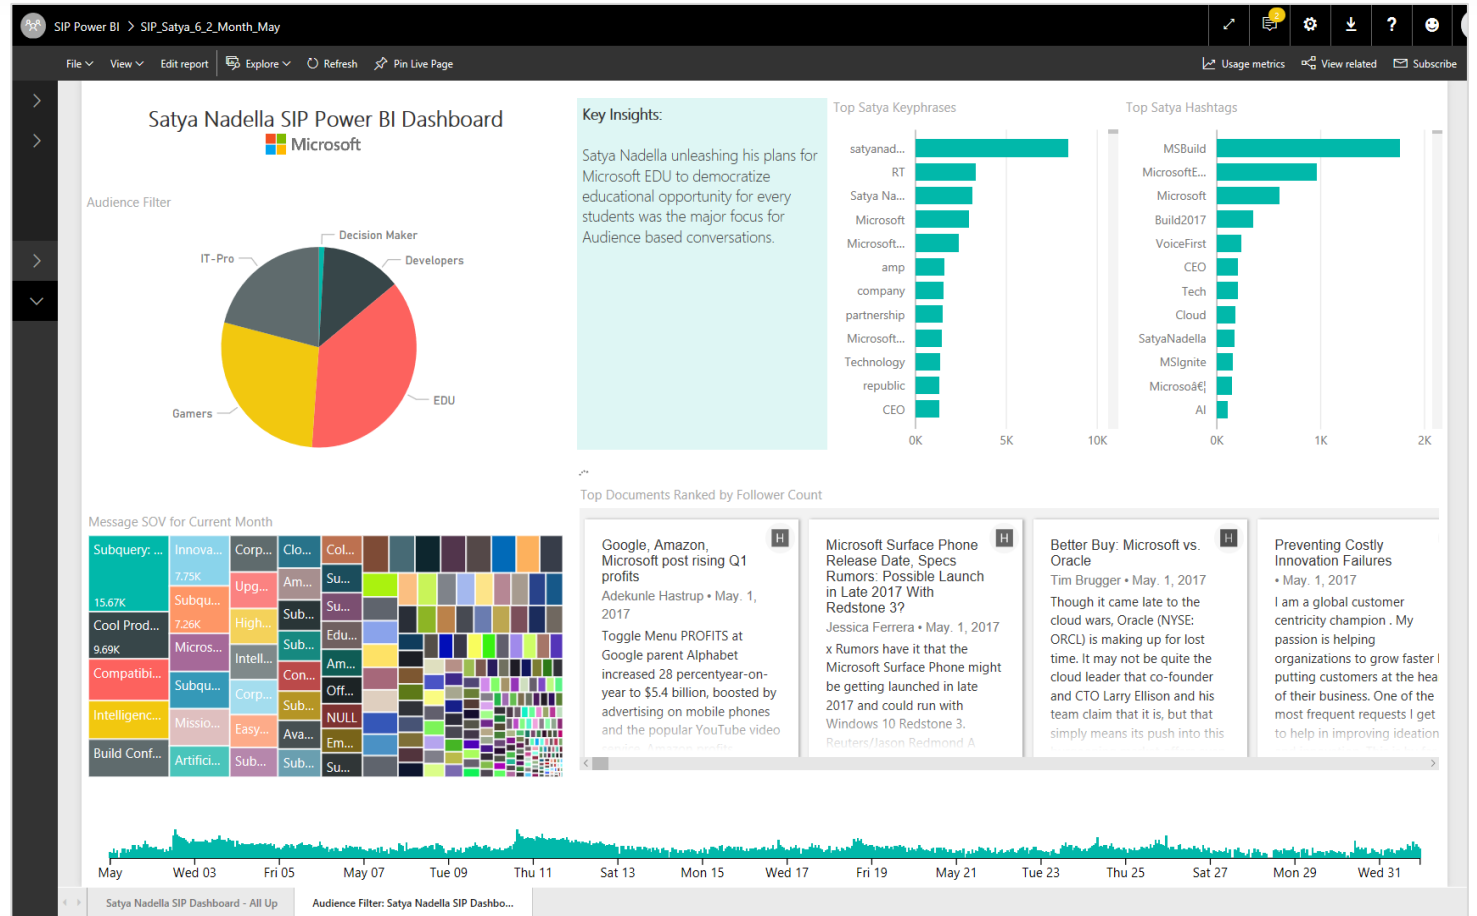 SIP Power BI > SIP_Satya_6_2_Month_May
2
?
File
View
Edit report
Explore
Refresh
Pin Live Page
Usage metrics
View related
Subscribe
Satya Nadella SIP Power BI Dashboard
Microsoft
Audience Filter
Decision Maker
IT-Pro
Developers
EDU
Gamers
Key Insights:
Satya Nadella unleashing his plans for
Microsoft EDU to democratize
educational opportunity for every
students was the major focus for
Audience based conversations.
Top Satya Keyphrases
satyanad...
RT
Satya Na...
Microsoft
Microsoft...
amp
company
partnership
Microsoft...
Technology
republic
CEO
0K
5K
10K
Top Satya Hashtags
MSBuild
MicrosoftE...
Microsoft
Build2017
VoiceFirst
CEO
Tech
Cloud
SatyaNadella
MSIgnite
Microsoâ€¦
AI
0K
1K
2K
Message SOV for Current Month
Subquery: ...
15.67K
Cool Prod...
9.69K
Compatibi...
Intelligenc...
Build Conf...
Innova...
7.75K
Subqu...
7.26K
Micros...
Subqu...
Missio...
Artifici...
Corp...
Upg...
High...
Intell...
Corp...
Easy...
Sub...
Clo...
Am...
Sub...
Sub...
Con...
Sub...
Ava...
Sub...
Col...
Su...
Su...
Edu...
Am...
Off...
NULL
Em...
Su...
Top Documents Ranked by Follower Count
H
Google, Amazon,
Microsoft post rising Q1
profits
Adekunle Hastrup • May. 1,
2017
Toggle Menu PROFITS at
Google parent Alphabet
increased 28 percentyear-on-
year to $5.4 billion, boosted by
advertising on mobile phones
and the popular YouTube video
service. Amazon profits
H
Microsoft Surface Phone
Release Date, Specs
Rumors: Possible Launch
in Late 2017 With
Redstone 3?
Jessica Ferrera • May. 1, 2017
x Rumors have it that the
Microsoft Surface Phone might
be getting launched in late
2017 and could run with
Windows 10 Redstone 3.
Reuters/Jason Redmond A
H
Better Buy: Microsoft vs.
Oracle
Tim Brugger • May. 1, 2017
Though it came late to the
cloud wars, Oracle (NYSE:
ORCL) is making up for lost
time. It may not be quite the
cloud leader that co-founder
and CTO Larry Ellison and his
team claim that it is, but that
simply means its push into this
Preventing Costly
Innovation Failures
• May. 1, 2017
I am a global customer
centricity champion . My
passion is helping
organizations to grow faster
putting customers at the hea
of their business. One of the
most frequent requests I get
to help in improving ideation
May
Wed 03
Fri 05
May 07
Tue 09
Thu 11
Sat 13
Mon 15
Wed 17
Fri 19
May 21
Tue 23
Thu 25
Sat 27
Mon 29
Wed 31
Satya Nadella SIP Dashboard - All Up
Audience Filter: Satya Nadella SIP Dashbo...